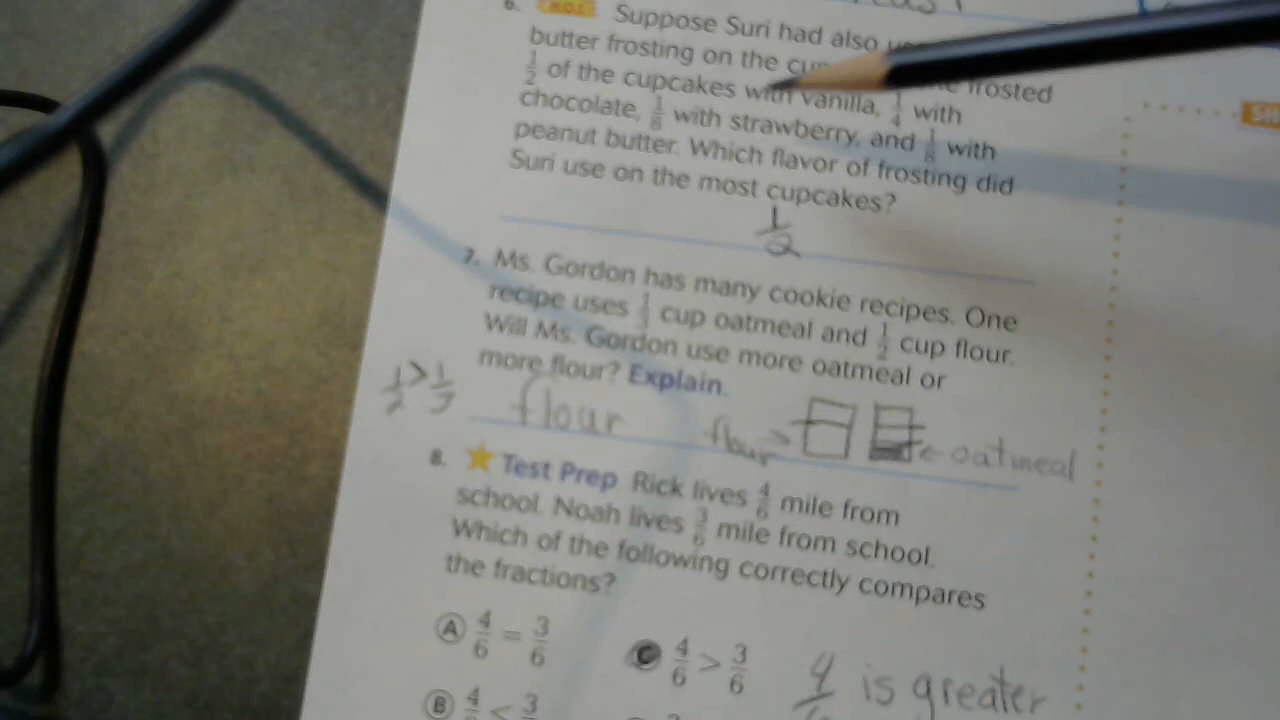 6. H.O.T. Suppose Suri had also
butter frosting on the frosted
1/2 of the cupcakes with vanilla, 1/4 with
chocolate, 1/8 with strawberry, and 1/8 with
peanut butter. Which flavor of frosting did
Suri use on the most cupcakes?
1/2
7. Ms. Gordon has many cookie recipes. One
recipe uses 1/3 cup oatmeal and 1/2 cup flour.
Will Ms. Gordon use more oatmeal or
more flour? Explain.
1/2 > 1/3 flour flour oatmeal
8. Test Prep Rick lives 4/6 mile from
school. Noah lives 3/6 mile from school.
Which of the following correctly compares
the fractions?
A 4/6 = 3/6 C 4/6 > 3/6 is greater
B <